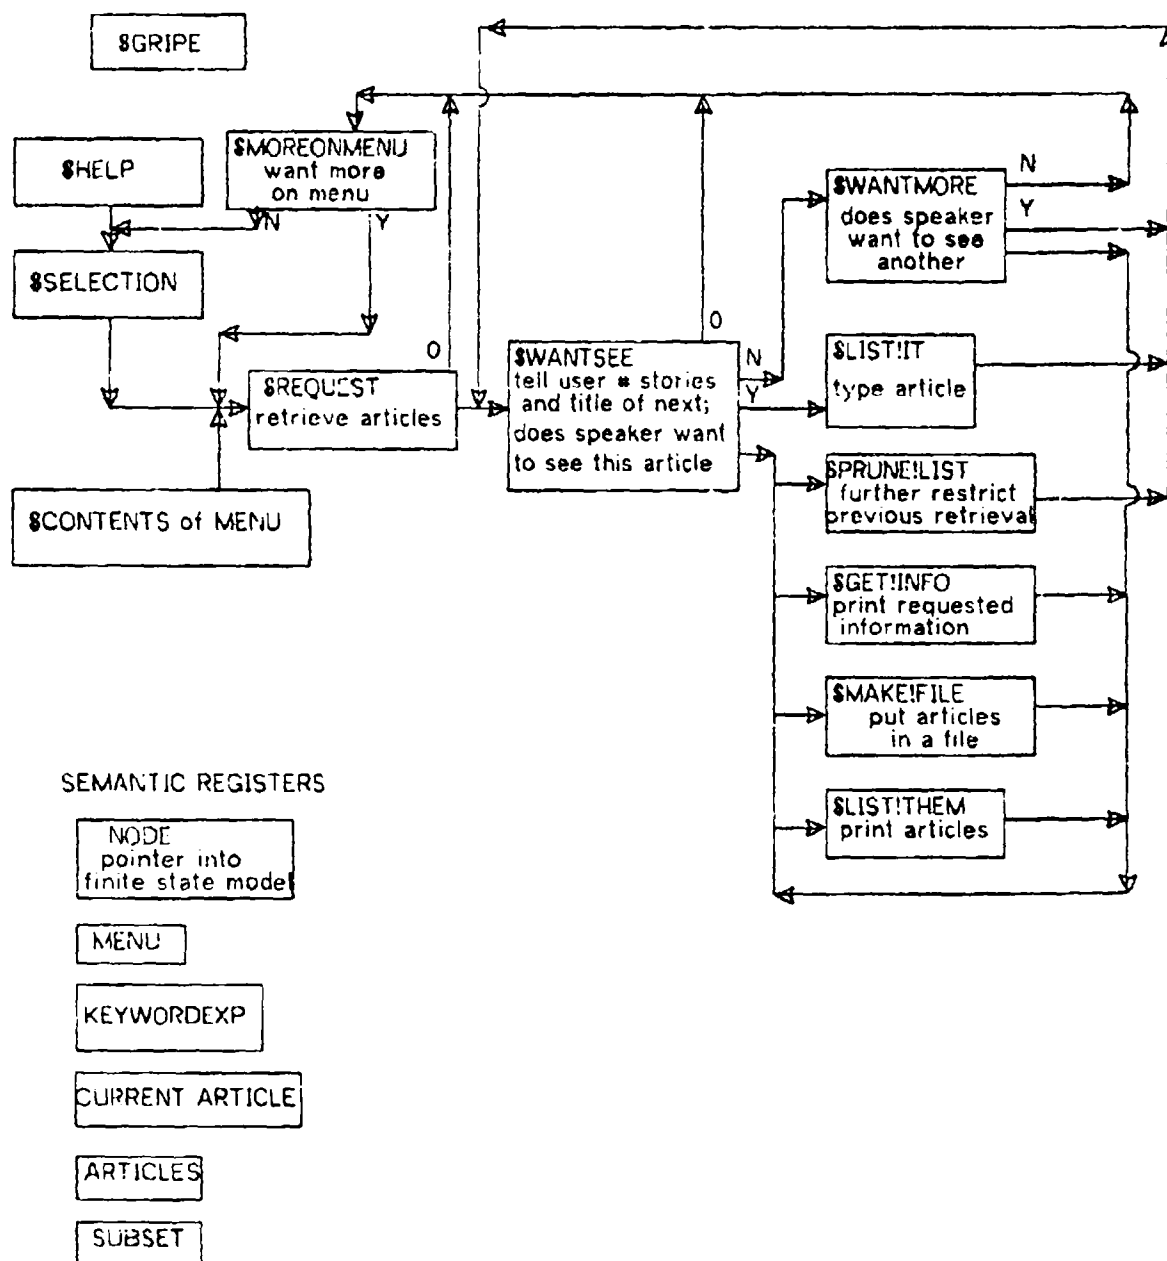 $GRIPE
$HELP
$MOREONMENU
want more
on menu
N
Y
$SELECTION
$CONTENTS of MENU
O
$REQUEST
retrieve articles
O
$WANTSEE
tell user # stories
and title of next;
does speaker want
to see this article
N
Y
$WANTMORE
does speaker
want to see
another
N
Y
$LIST!IT
type article
$PRUNE!LIST
further restrict
previous retrieval
$GET!INFO
print requested
information
$MAKE!FILE
put articles
in a file
$LIST!THEM
print articles
SEMANTIC REGISTERS
NODE
pointer into
finite state model
MENU
KEYWORDEXP
CURRENT ARTICLE
ARTICLES
SUBSET